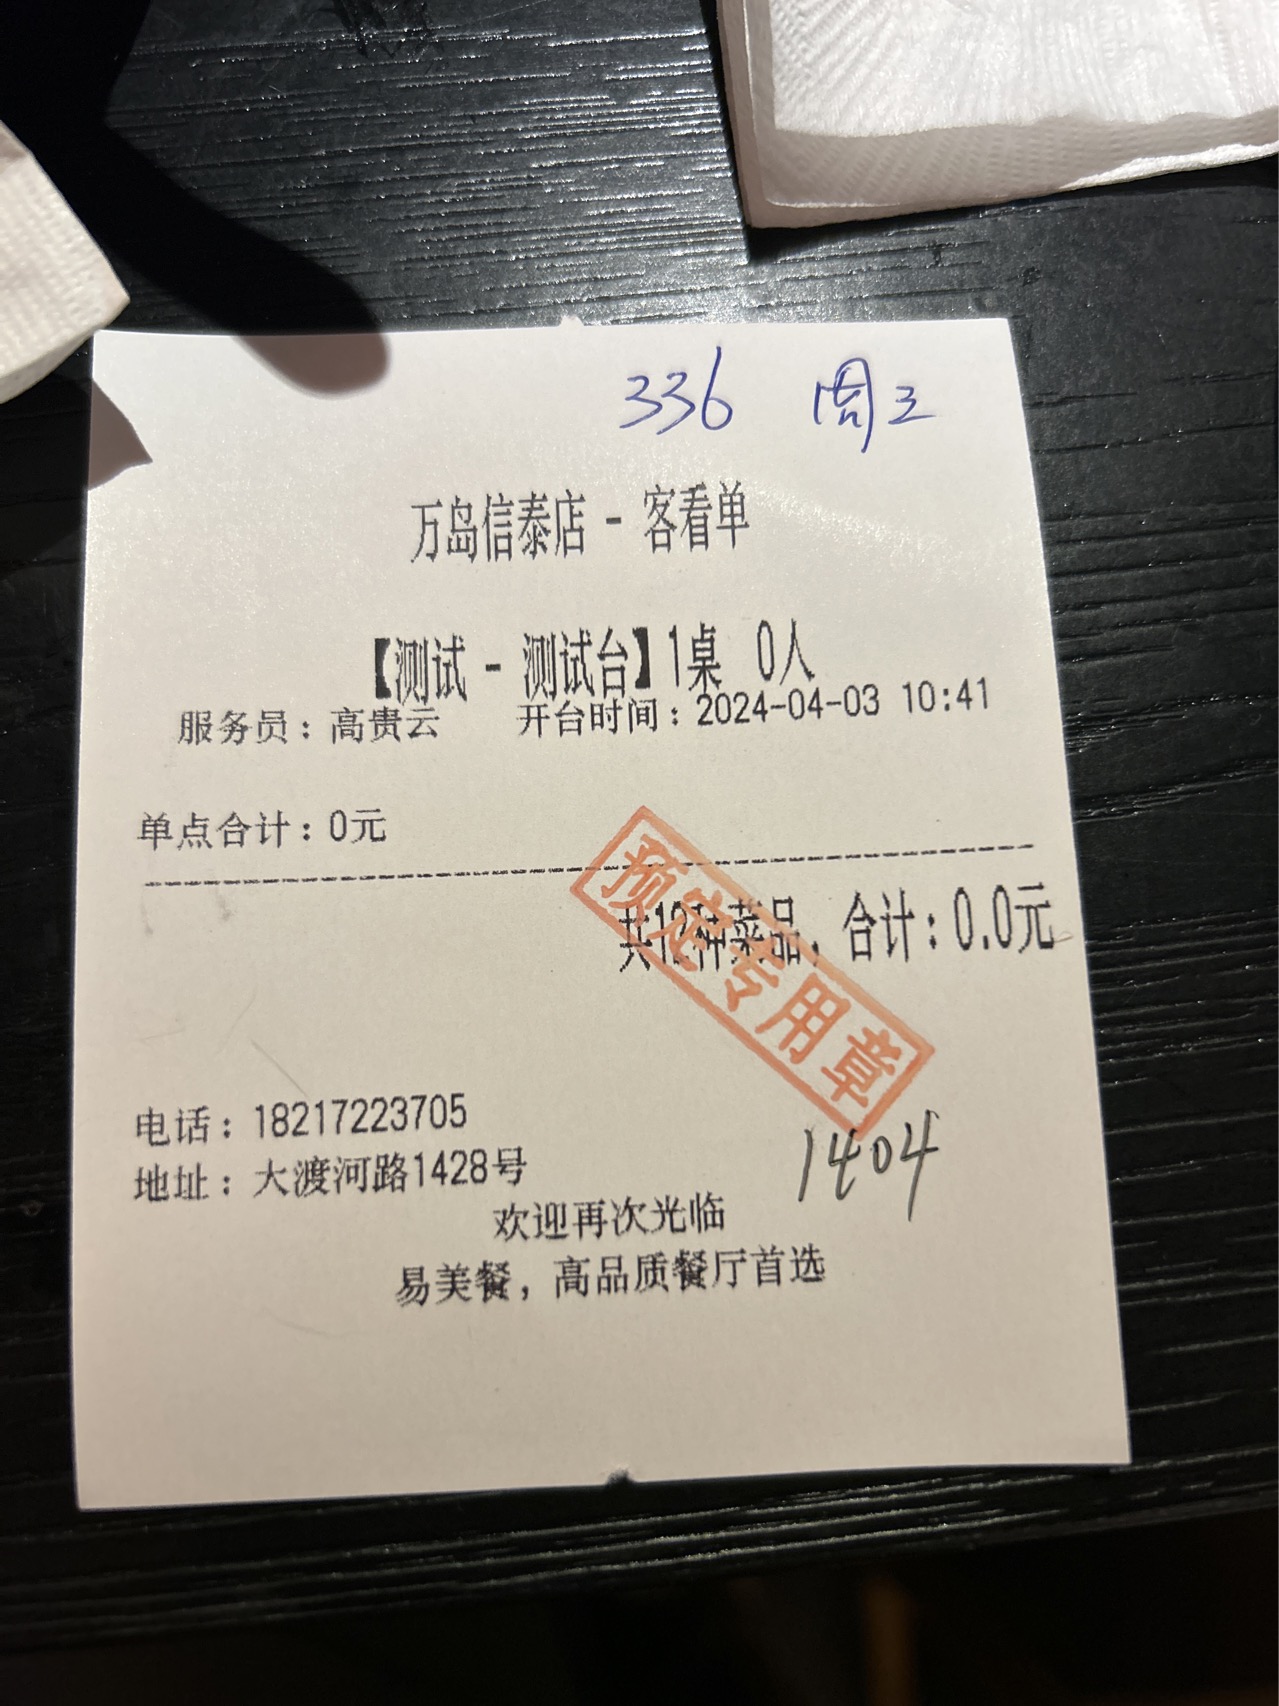 336 周三
万岛信泰店 - 客看单
【测试 - 测试台】1桌 0人
服务员：高贵云 开台时间：2024-04-03 10:41
单点合计：0元
共12种菜品，合计：0.0元
预定专用章
电话：18217223705
1404
地址：大渡河路1428号
欢迎再次光临
易美餐，高品质餐厅首选